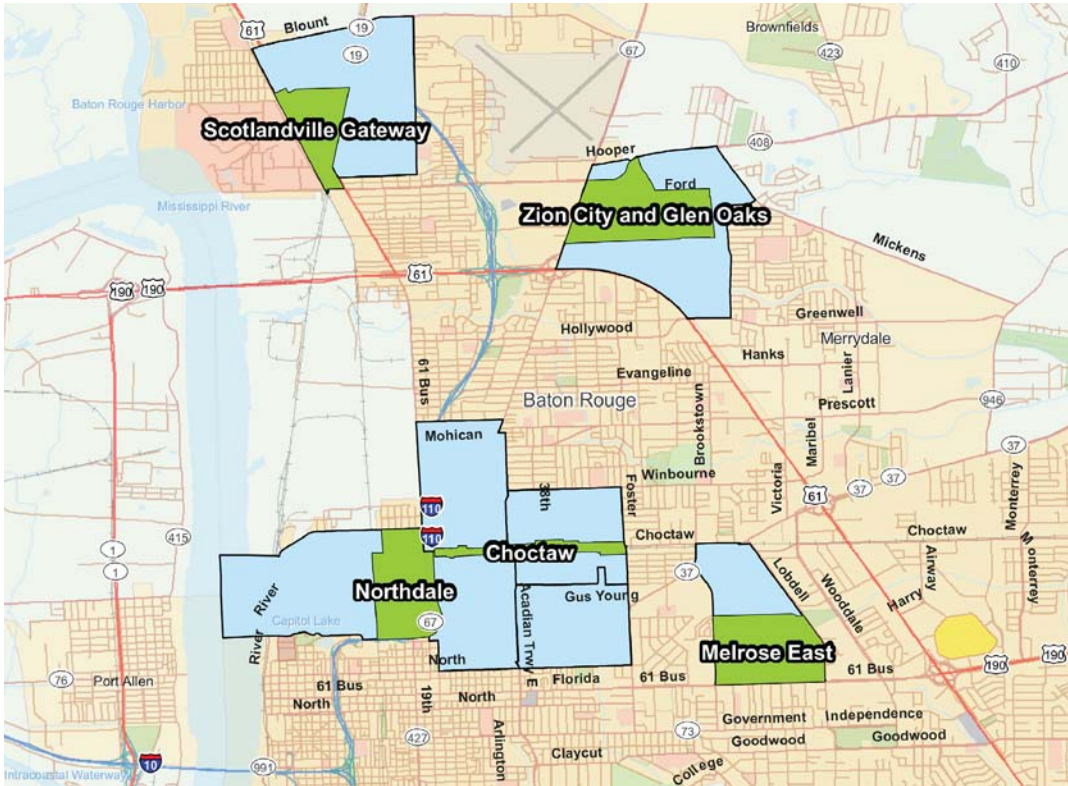 Blount
19
61
19
67
Brownfields
423
410
Baton Rouge Harbor
Scotlandville Gateway
Hooper
408
Ford
Mississippi River
Zion City and Glen Oaks
Mickens
61
190
190
Hollywood
Greenwell
Merrydale
Hanks
61 Bus
Evangeline
Lanier
Baton Rouge
Brookstown
Prescott
946
Mohican
Maribel
37
Winbourne
Victoria
37
37
38th
Foster
61
Monterrey
110
110
415
Choctaw
Choctaw
Choctaw
Monterrey
1
1
Airway
37
Lobdell
Wooddale
Harry
River
Northdale
Acadian Trwy E
Gus Young
Capitol Lake
67
River
North
Melrose East
190
190
76
Port Allen
61 Bus
Florida
61 Bus
61 Bus
North
19th
North
Arlington
Government
Independence
427
73
Goodwood
Goodwood
Claycut
College
10
991
Intracoastal Waterway